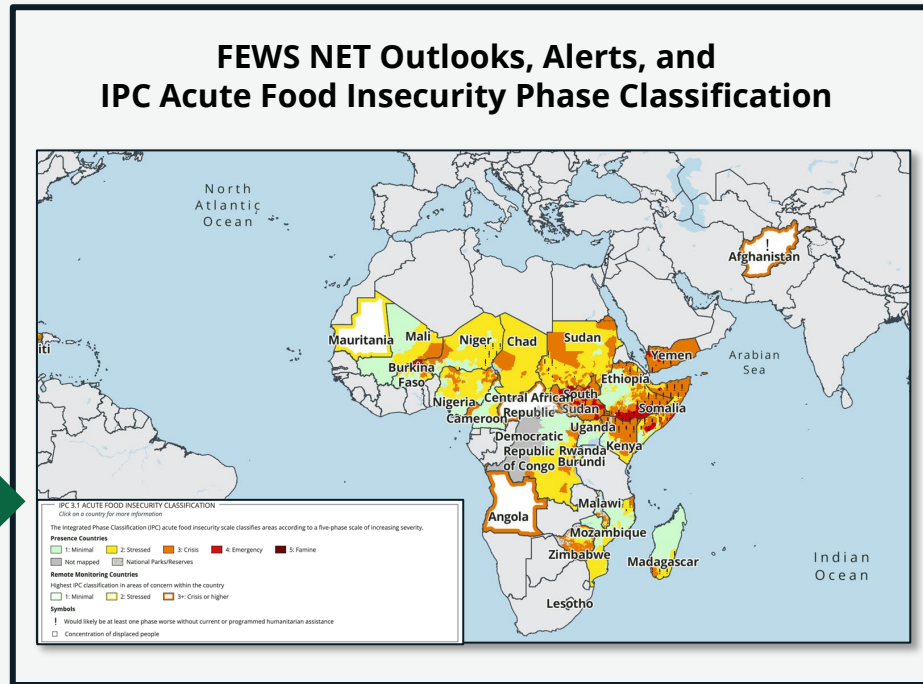 FEWS NET Outlooks, Alerts, and
IPC Acute Food Insecurity Phase Classification
North
Atlantic
Ocean
Afghanistan
!
Mauritania
Mali
Niger
Chad
Sudan
Yemen
Arabian
Sea
iti
Burkina
Faso
Ethiopia
Nigeria
Central African
Republic
South
Sudan
Somalia
Cameroon
Uganda
Kenya
Democratic
Republic
of Congo
Rwanda
Burundi
Angola
Malawi
Mozambique
Zimbabwe
Madagascar
Lesotho
Indian
Ocean
IPC 3.1 ACUTE FOOD INSECURITY CLASSIFICATION
Click on a country for more information
The Integrated Phase Classification (IPC) acute food insecurity scale classifies areas according to a five-phase scale of increasing severity.
Presence Countries
1: Minimal 2: Stressed 3: Crisis 4: Emergency 5: Famine
Not mapped National Parks/Reserves
Remote Monitoring Countries
Highest IPC classification in areas of concern within the country
1: Minimal 2: Stressed 3+: Crisis or higher
Symbols
! Would likely be at least one phase worse without current or programmed humanitarian assistance
Concentration of displaced people